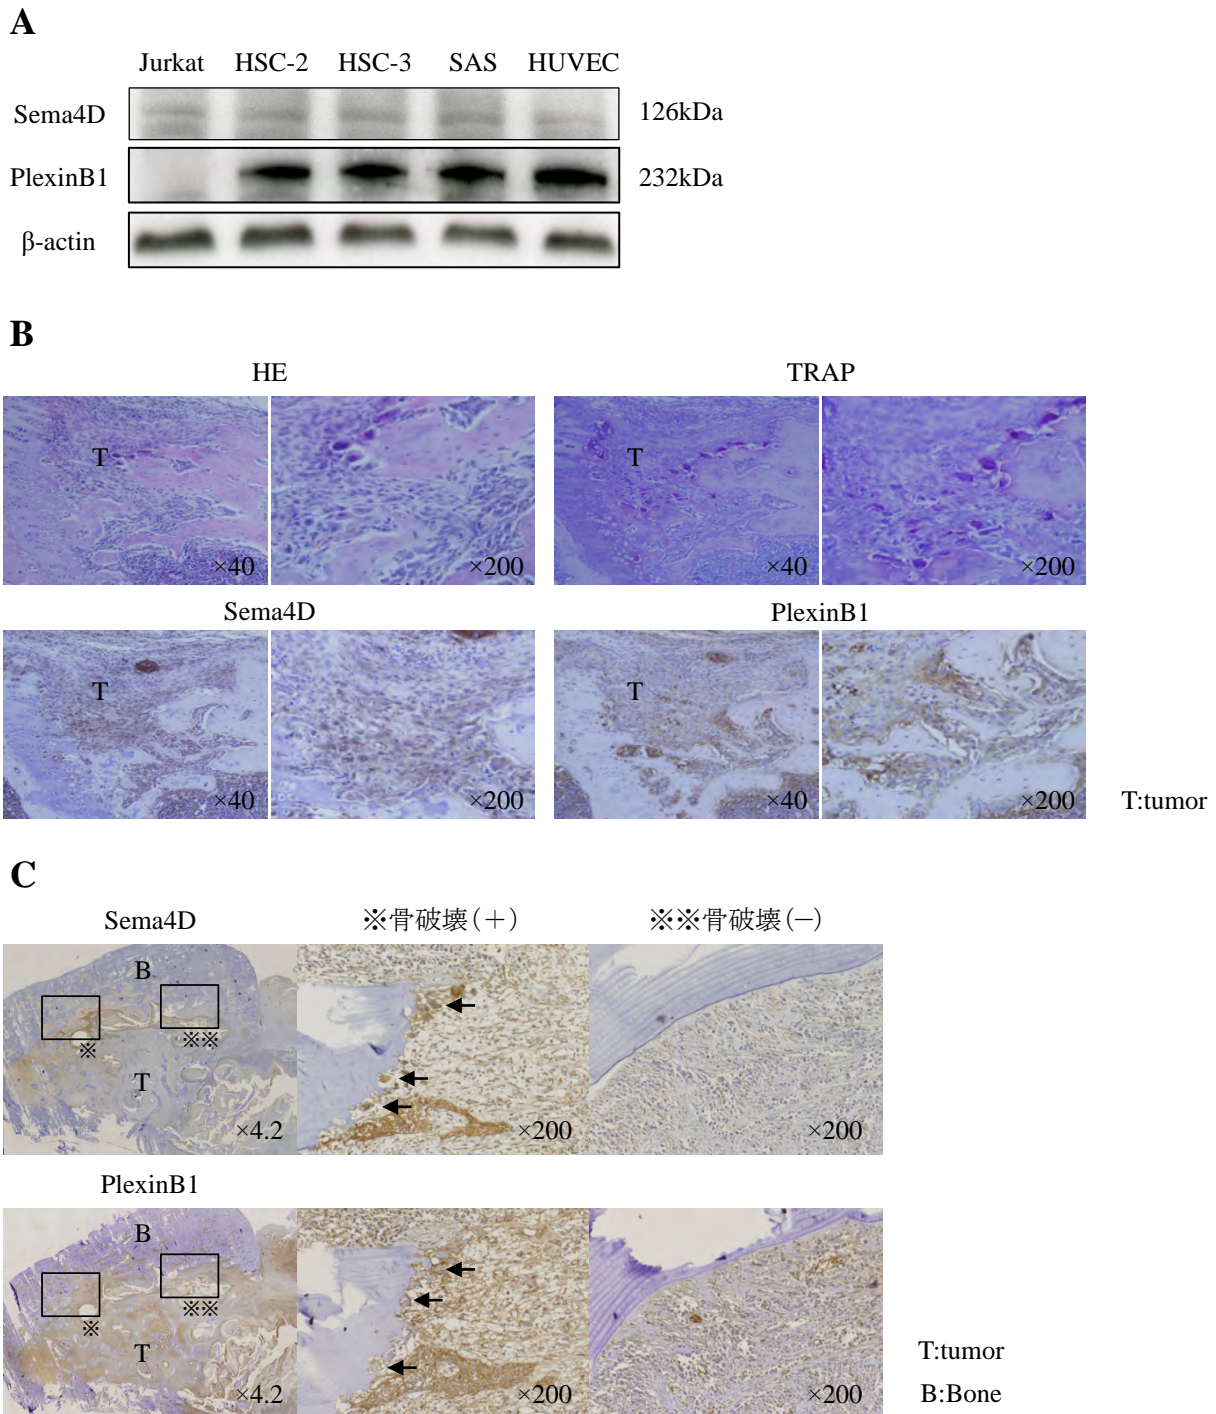 A
Jurkat HSC-2 HSC-3 SAS HUVEC
Sema4D 126kDa
PlexinB1 232kDa
β-actin
B
HE TRAP
T T
×40 ×200 ×40 ×200
Sema4D PlexinB1
T T
×40 ×200 ×40 ×200 T:tumor
C
Sema4D ※骨破壊(+) ※※骨破壊(−)
B
※ ※※
T
×4.2 ×200 ×200
PlexinB1
B
※ ※※
T
×4.2 ×200 ×200
T:tumor
B:Bone